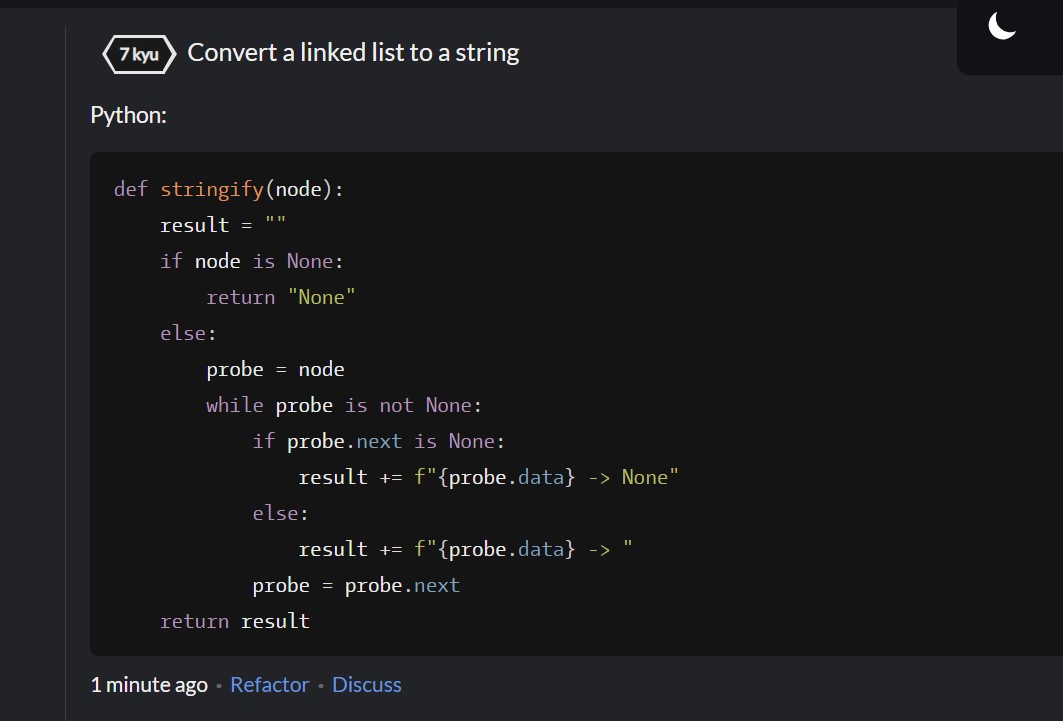 7 kyu Convert a linked list to a string
Python:
def stringify(node):
    result = ""
    if node is None:
        return "None"
    else:
        probe = node
        while probe is not None:
            if probe.next is None:
                result += f"{probe.data} -> None"
            else:
                result += f"{probe.data} -> "
            probe = probe.next
    return result
1 minute ago • Refactor • Discuss